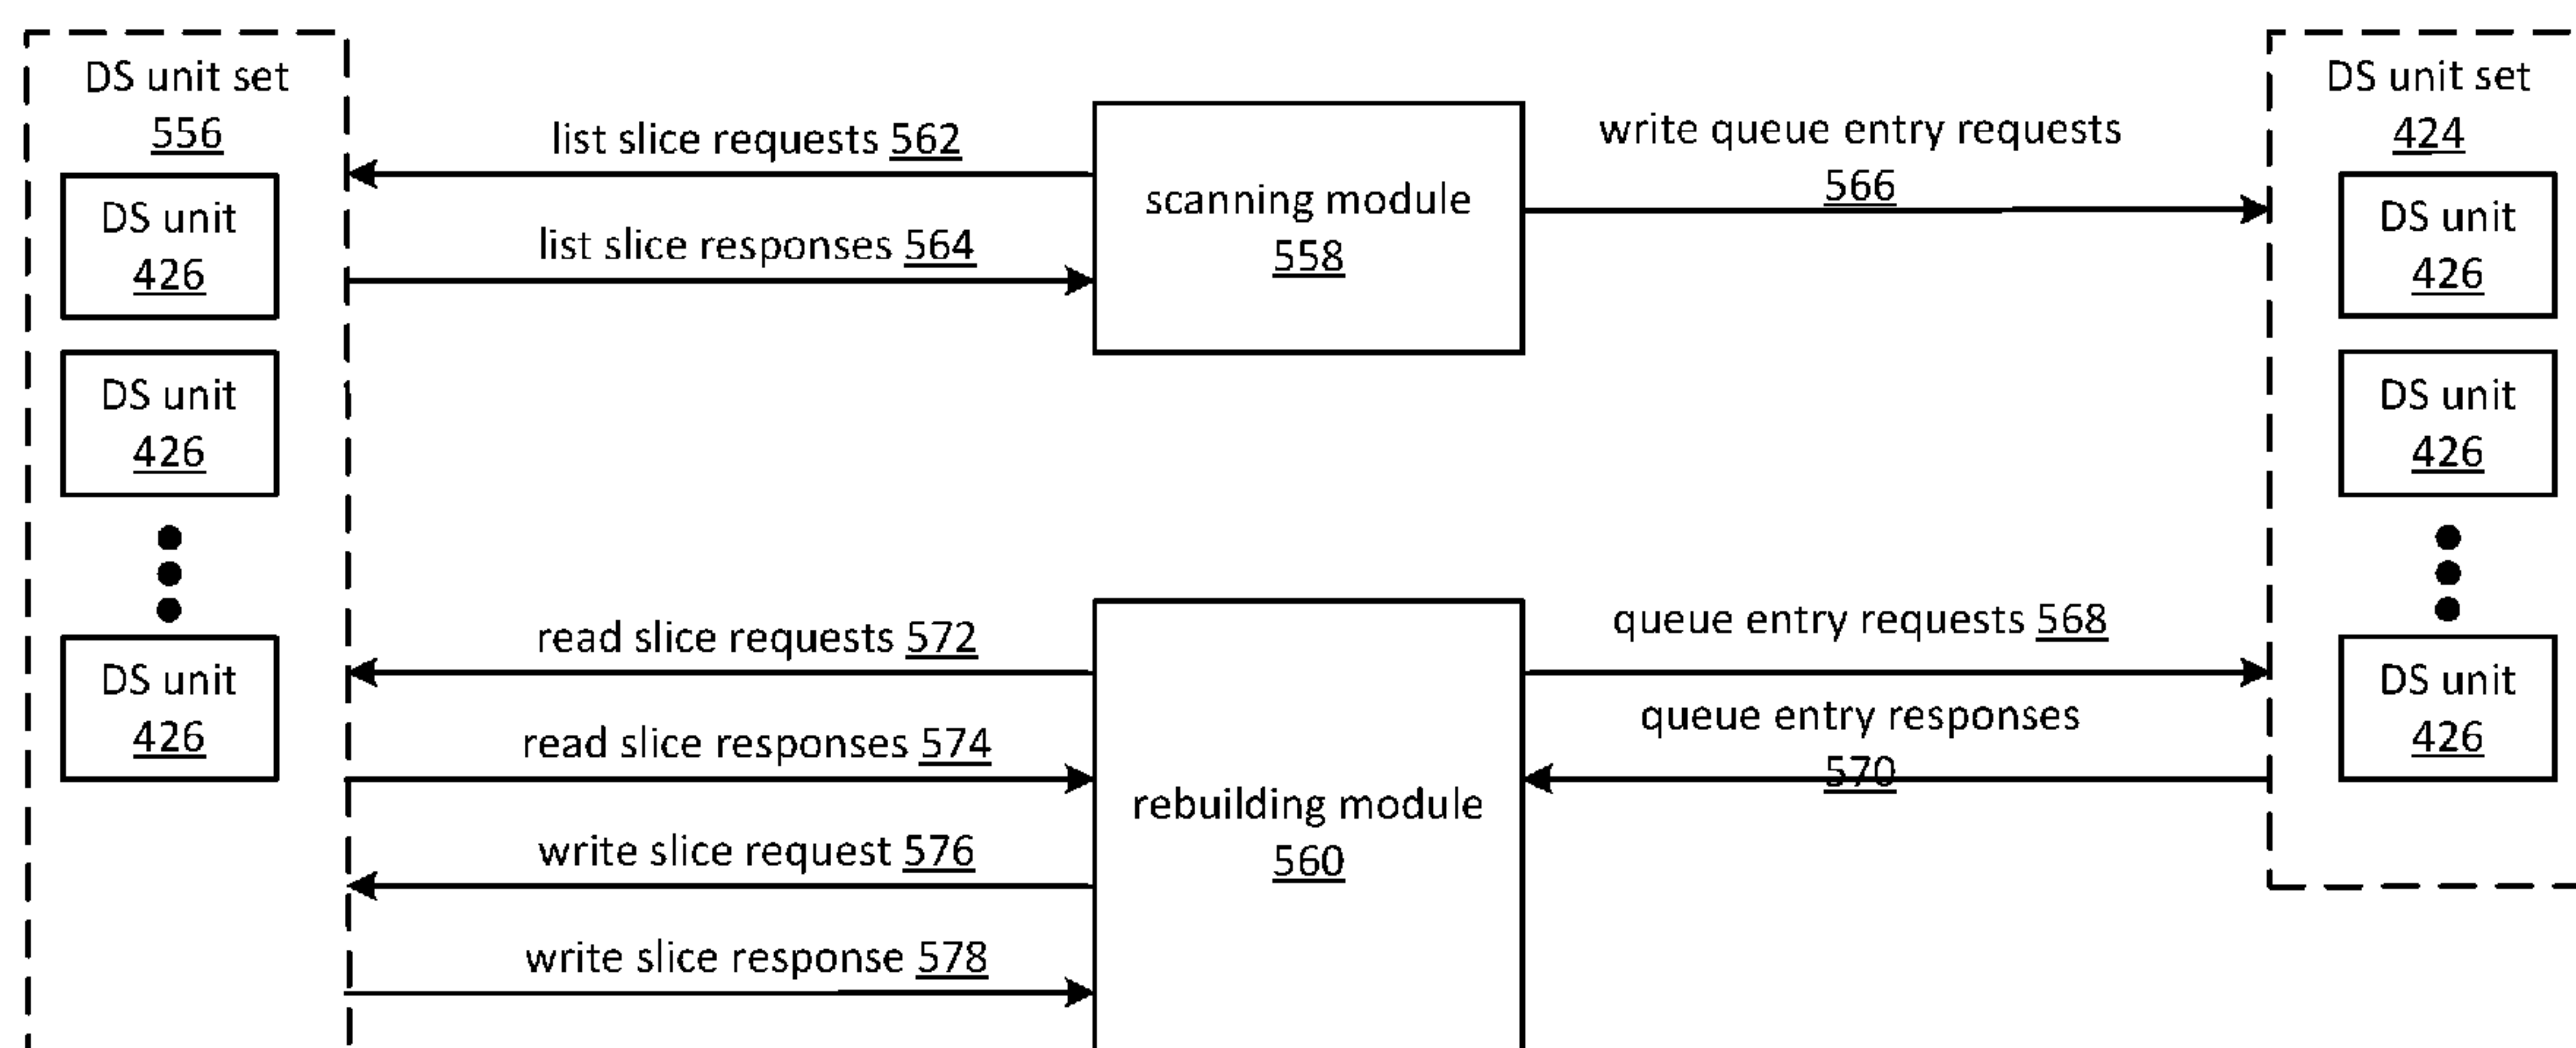 DS unit set
556
DS unit
426
DS unit
426
DS unit
426
list slice requests 562
list slice responses 564
scanning module
558
write queue entry requests
566
read slice requests 572
read slice responses 574
write slice request 576
write slice response 578
rebuilding module
560
queue entry requests 568
queue entry responses
570
DS unit set
424
DS unit
426
DS unit
426
DS unit
426